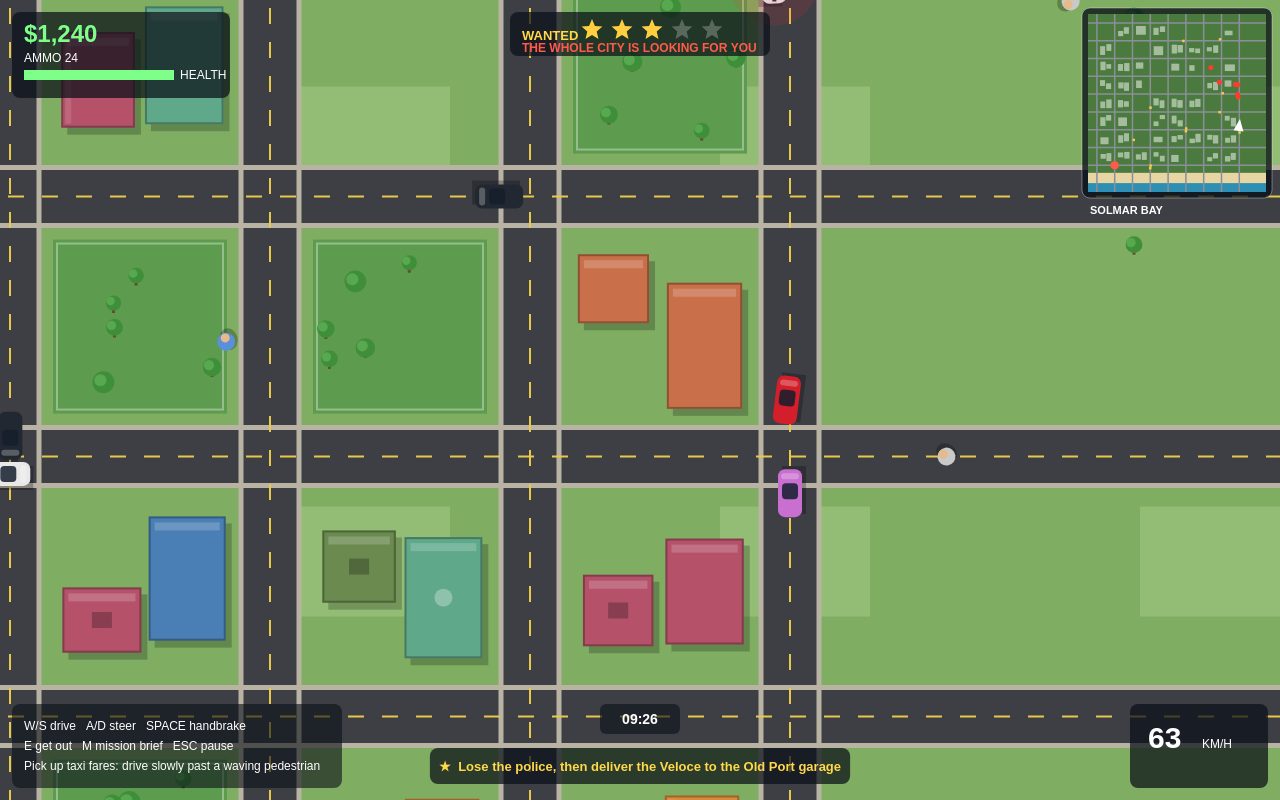 $1,240
AMMO 24
HEALTH
WANTED
THE WHOLE CITY IS LOOKING FOR YOU
SOLMAR BAY
W/S drive A/D steer SPACE handbrake
E get out M mission brief ESC pause
Pick up taxi fares: drive slowly past a waving pedestrian
09:26
★ Lose the police, then deliver the Veloce to the Old Port garage
63 KM/H